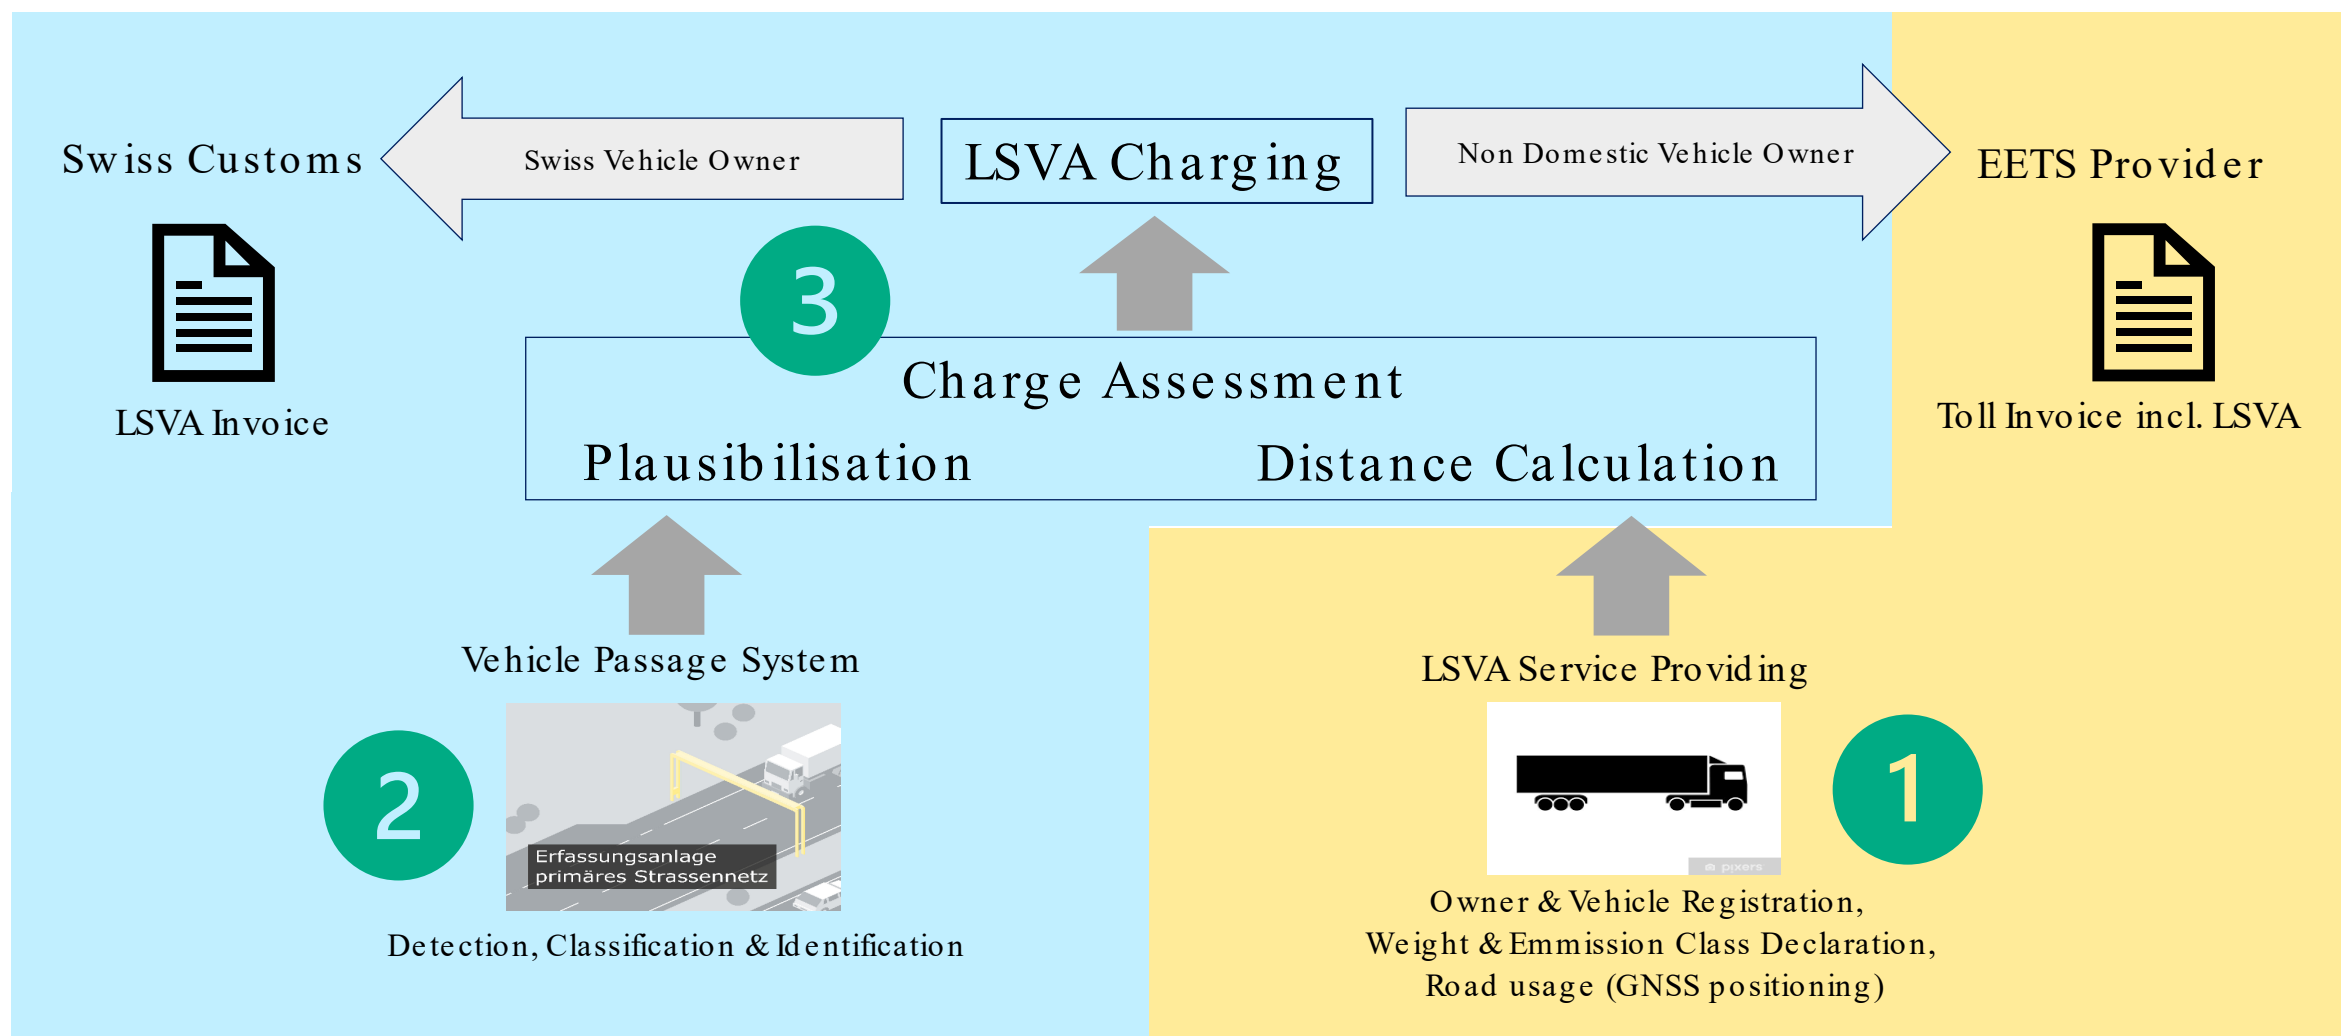 Swiss Customs
Swiss Vehicle Owner
LSVA Charging
Non Domestic Vehicle Owner
EETS Provider
LSVA Invoice
Toll Invoice incl. LSVA
3
Charge Assessment
Plausibilisation
Distance Calculation
Vehicle Passage System
LSVA Service Providing
2
Erfassungsanlage
primäres Strassennetz
1
pixers
Detection, Classification & Identification
Owner & Vehicle Registration,
Weight & Emmission Class Declaration,
Road usage (GNSS positioning)